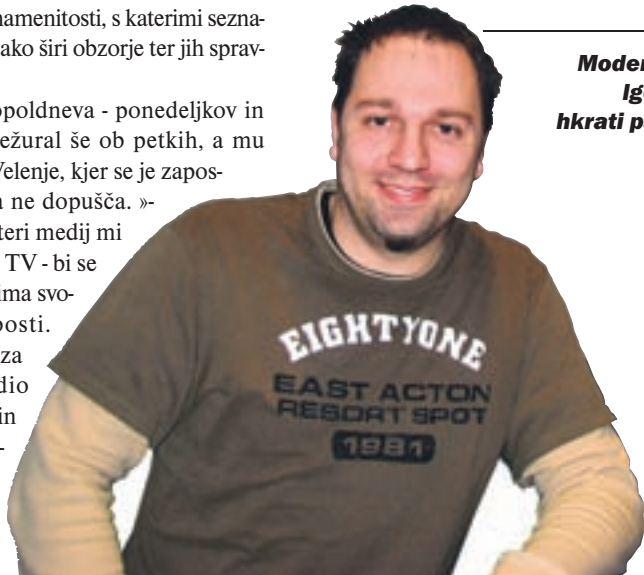 namenitosti, s katerimi sezna-
ako širi obzorje ter jih sprav-
opoldneva - ponedeljkov in
ežural še ob petkih, a mu
Velenje, kjer se je zapos-
a ne dopušča. »-
teri medij mi
TV - bi se
ima svo-
osti.
za
dio
in
-
Moder
Ig
hkrati p
EIGHTYONE
EAST ACTON
RESORT SPOT
1981